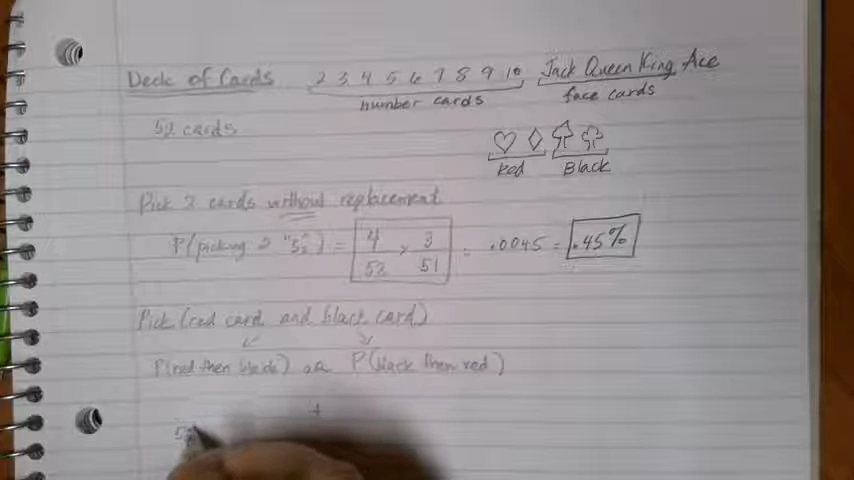 Deck of Cards 2 3 4 5 6 7 8 9 10 Jack Queen King Ace
number cards face cards
52 cards
Red Black
Pick 2 cards without replacement
P(picking 2 "5s") = 4/52 × 3/51 = .0045 = .45%
Pick (red card and black card)
P(red then black) or P(black then red)
+
52